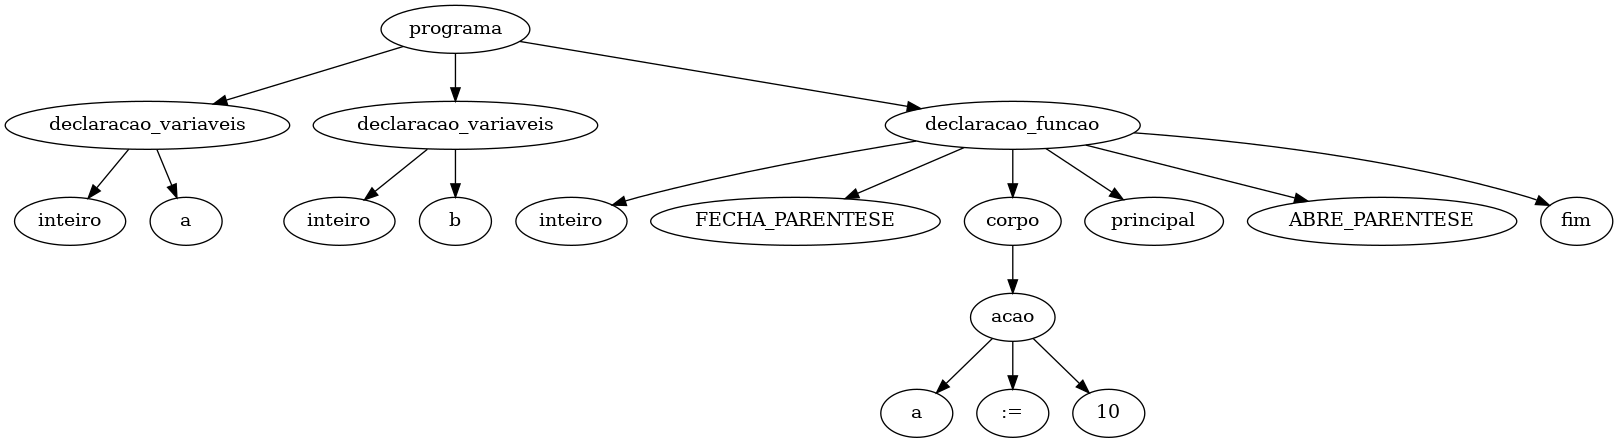 programa
declaracao_variaveis declaracao_variaveis declaracao_funcao
inteiro a inteiro b inteiro FECHA_PARENTESE corpo principal ABRE_PARENTESE fim
acao
a := 10